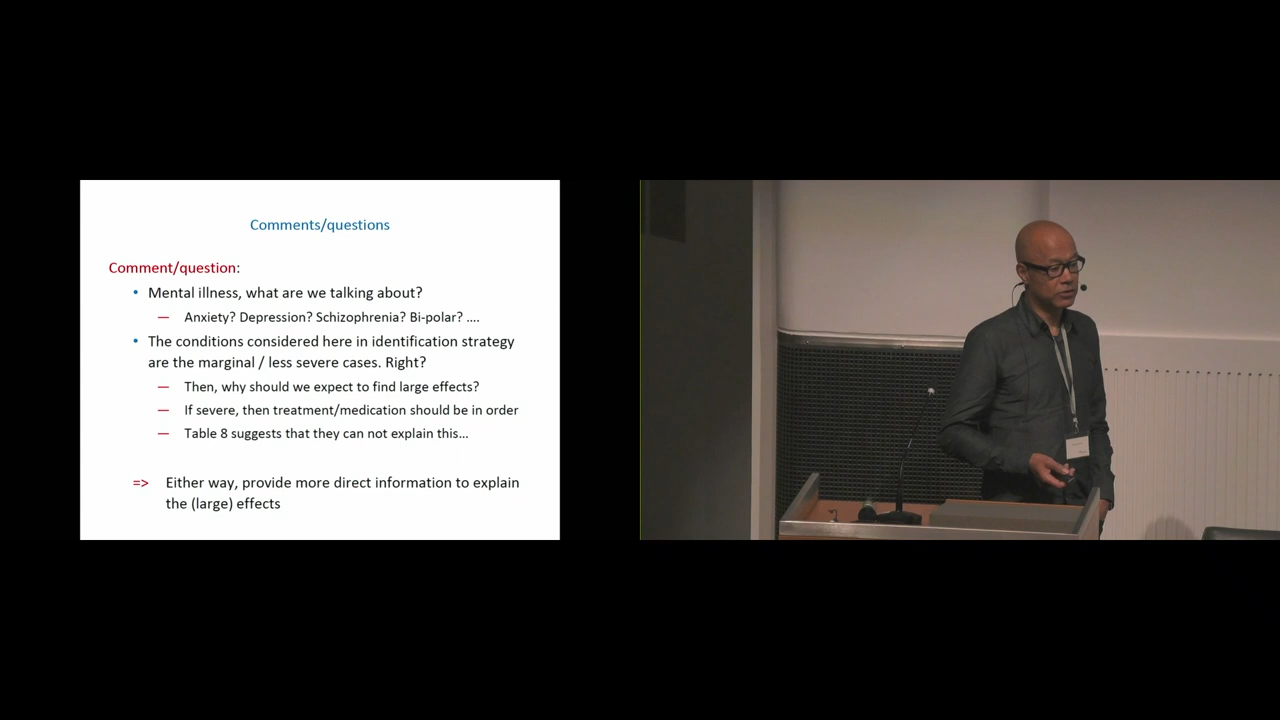 Comments/questions
Comment/question:
• Mental illness, what are we talking about?
— Anxiety? Depression? Schizophrenia? Bi-polar? ....
• The conditions considered here in identification strategy
are the marginal / less severe cases. Right?
— Then, why should we expect to find large effects?
— If severe, then treatment/medication should be in order
— Table 8 suggests that they can not explain this...
=> Either way, provide more direct information to explain
the (large) effects